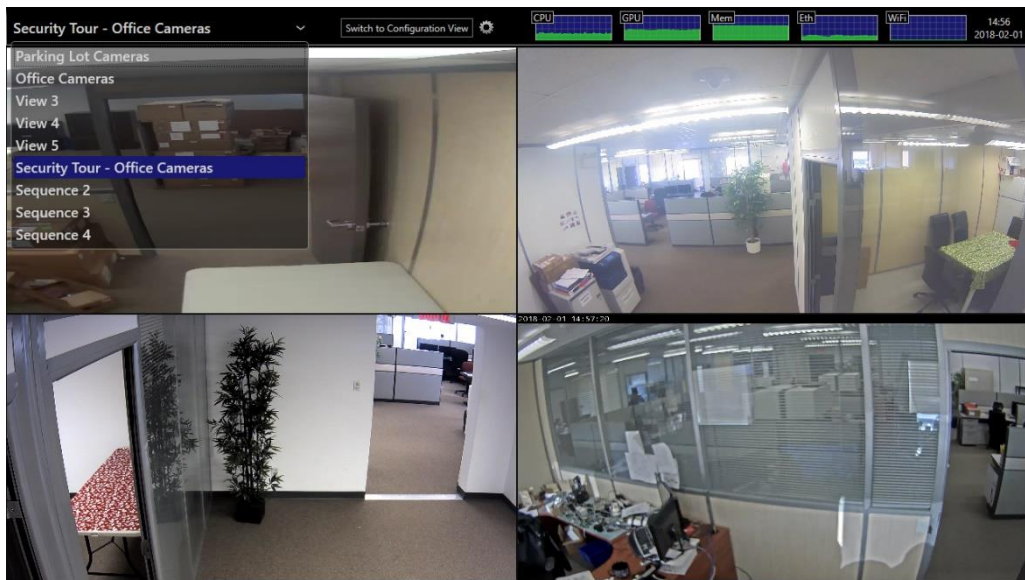 Security Tour - Office Cameras
Switch to Configuration View
CPU
GPU
Mem
Eth
WiFi
14:56
2018-02-01
Parking Lot Cameras
Office Cameras
View 3
View 4
View 5
Security Tour - Office Cameras
Sequence 2
Sequence 3
Sequence 4
2018-02-01 14:57:20